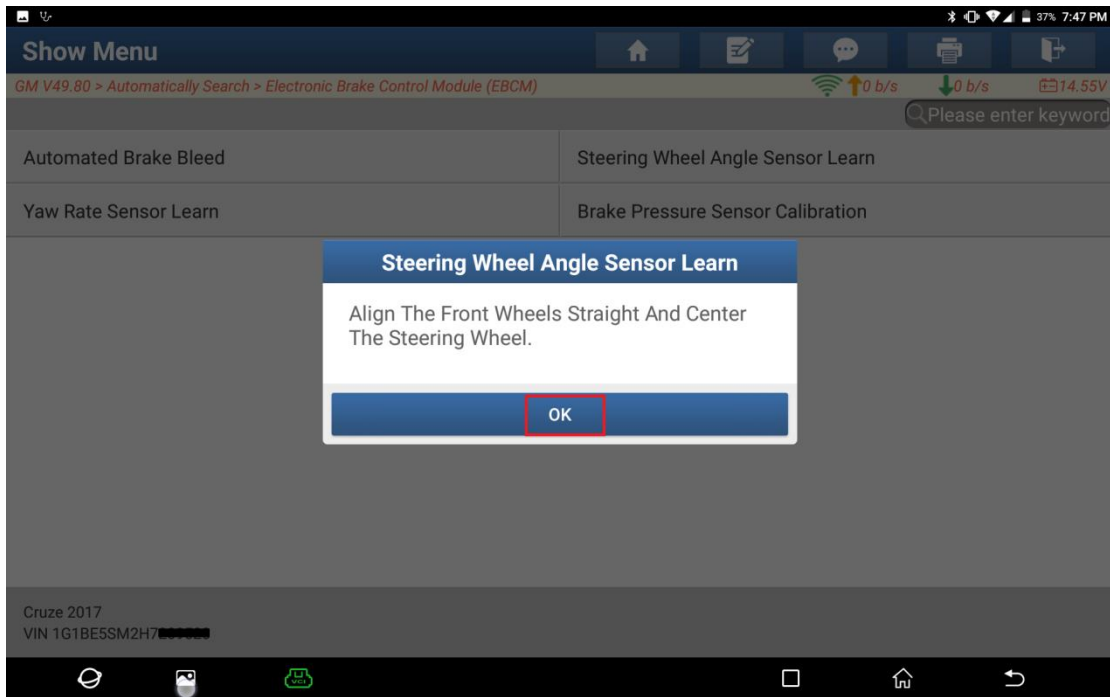 37% 7:47 PM
Show Menu
GM V49.80 > Automatically Search > Electronic Brake Control Module (EBCM)
0 b/s
0 b/s
14.55V
Please enter keyword
Automated Brake Bleed
Steering Wheel Angle Sensor Learn
Yaw Rate Sensor Learn
Brake Pressure Sensor Calibration
Steering Wheel Angle Sensor Learn
Align The Front Wheels Straight And Center
The Steering Wheel.
OK
Cruze 2017
VIN 1G1BE5SM2H7
VCI